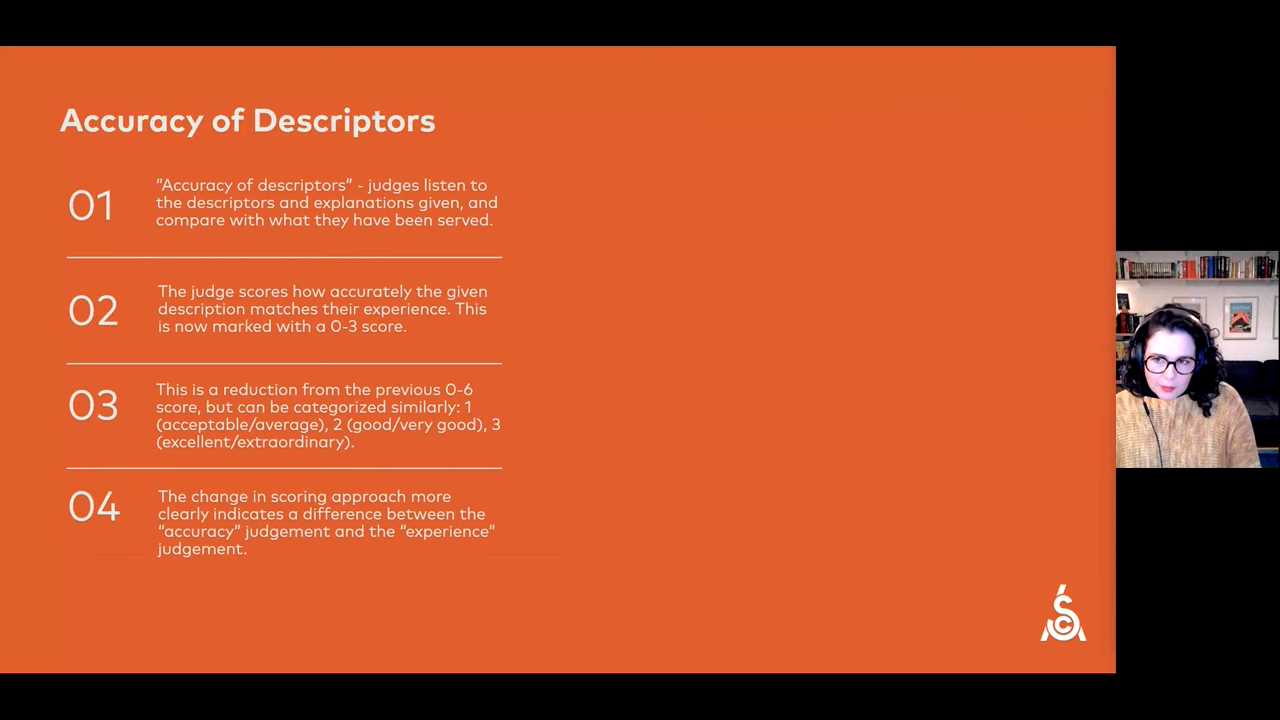 Accuracy of Descriptors
01
“Accuracy of descriptors” - judges listen to
the descriptors and explanations given, and
compare with what they have been served.
02
The judge scores how accurately the given
description matches their experience. This
is now marked with a 0-3 score.
03
This is a reduction from the previous 0-6
score, but can be categorized similarly: 1
(acceptable/average), 2 (good/very good), 3
(excellent/extraordinary).
04
The change in scoring approach more
clearly indicates a difference between the
“accuracy” judgement and the “experience”
judgement.
SCA